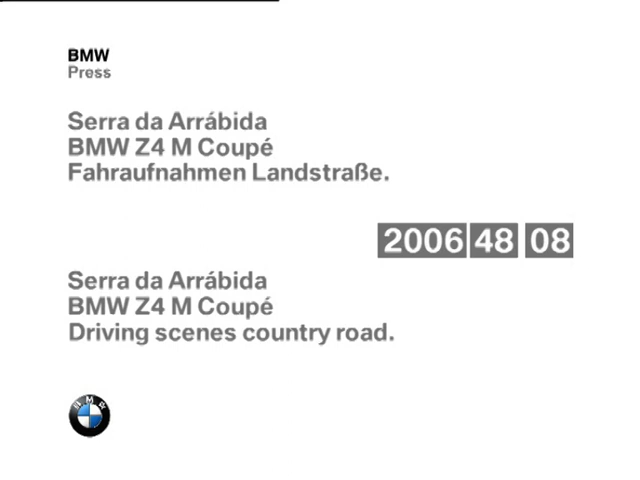 BMW
Press
Serra da Arrábida
BMW Z4 M Coupé
Fahraufnahmen Landstraße.
2006 48 08
Serra da Arrábida
BMW Z4 M Coupé
Driving scenes country road.
BMW